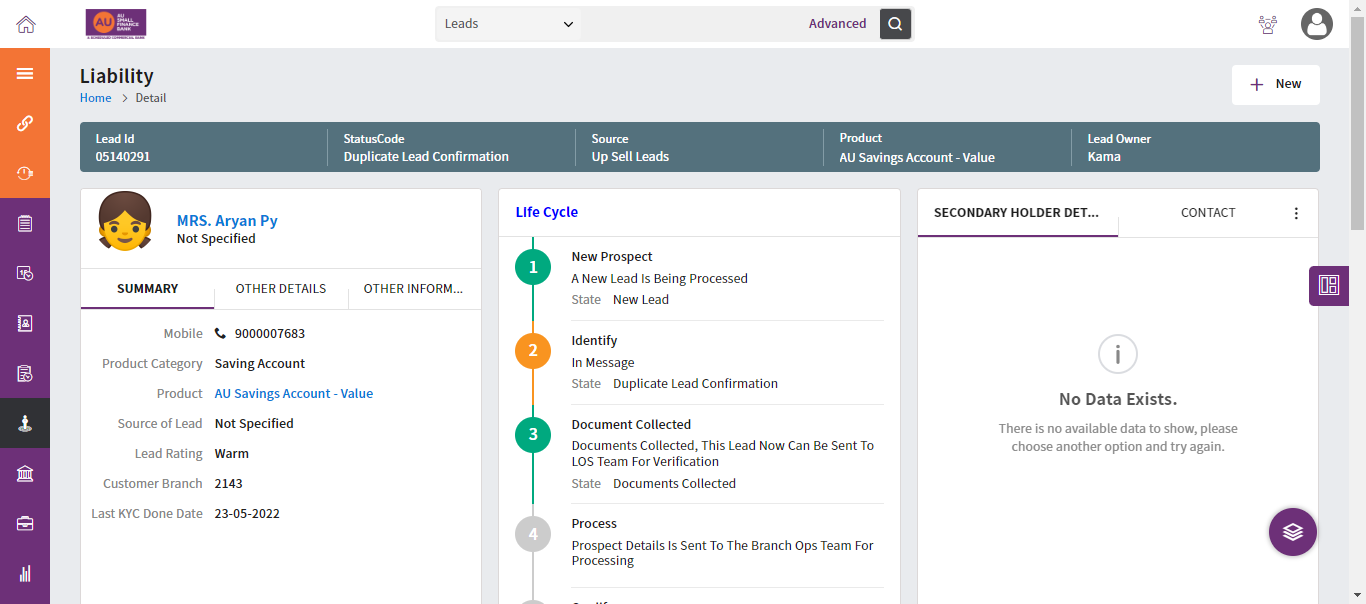 AU
AU
SMALL
FINANCE
BANK
A SCHEDULED COMMERCIAL BANK
Leads
Advanced
Liability
Home > Detail
+ New
Lead Id
05140291
StatusCode
Duplicate Lead Confirmation
Source
Up Sell Leads
Product
AU Savings Account - Value
Lead Owner
Kama
MRS. Aryan Py
Not Specified
SUMMARY
OTHER DETAILS
OTHER INFORM...
Mobile 9000007683
Product Category Saving Account
Product AU Savings Account - Value
Source of Lead Not Specified
Lead Rating Warm
Customer Branch 2143
Last KYC Done Date 23-05-2022
LIfe Cycle
1
New Prospect
A New Lead Is Being Processed
State New Lead
2
Identify
In Message
State Duplicate Lead Confirmation
3
Document Collected
Documents Collected, This Lead Now Can Be Sent To
LOS Team For Verification
State Documents Collected
4
Process
Prospect Details Is Sent To The Branch Ops Team For
Processing
SECONDARY HOLDER DET...
CONTACT
No Data Exists.
There is no available data to show, please
choose another option and try again.